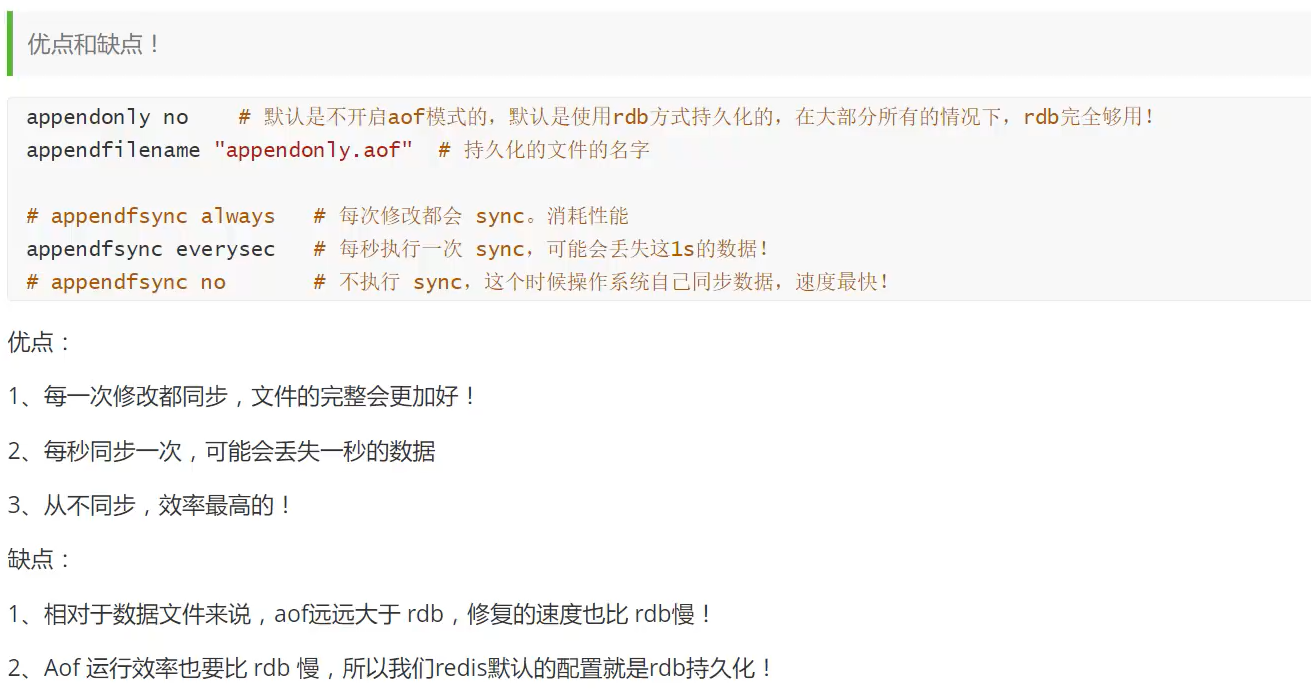 优点和缺点！
appendonly no    # 默认是不开启aof模式的，默认是使用rdb方式持久化的，在大部分所有的情况下，rdb完全够用！
appendfilename "appendonly.aof"  # 持久化的文件的名字
# appendfsync always   # 每次修改都会 sync。消耗性能
appendfsync everysec   # 每秒执行一次 sync，可能会丢失这1s的数据！
# appendfsync no       # 不执行 sync，这个时候操作系统自己同步数据，速度最快！
优点：
1、每一次修改都同步，文件的完整会更加好！
2、每秒同步一次，可能会丢失一秒的数据
3、从不同步，效率最高的！
缺点：
1、相对于数据文件来说，aof远远大于 rdb，修复的速度也比 rdb慢！
2、Aof 运行效率也要比 rdb 慢，所以我们redis默认的配置就是rdb持久化！